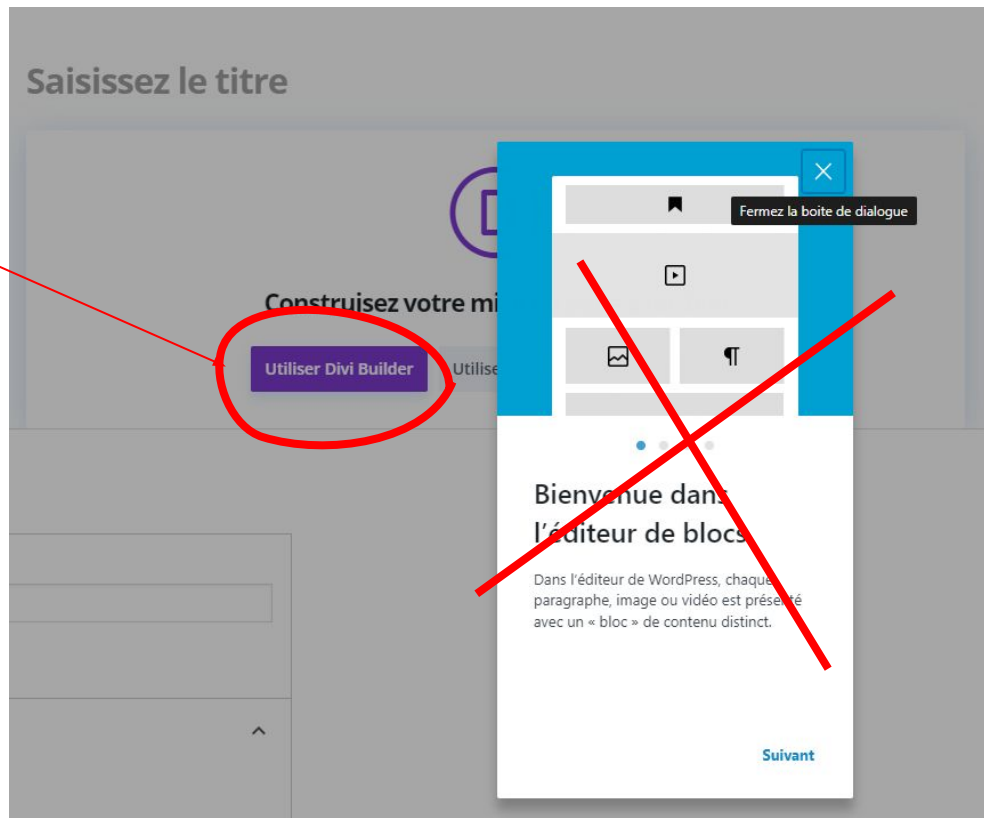 Saisissez le titre
Fermez la boite de dialogue
Construisez votre mi
Utiliser Divi Builder
Utilise
Bienvenue dans
l'éditeur de blocs
Dans l'éditeur de WordPress, chaque
paragraphe, image ou vidéo est présenté
avec un « bloc » de contenu distinct.
Suivant